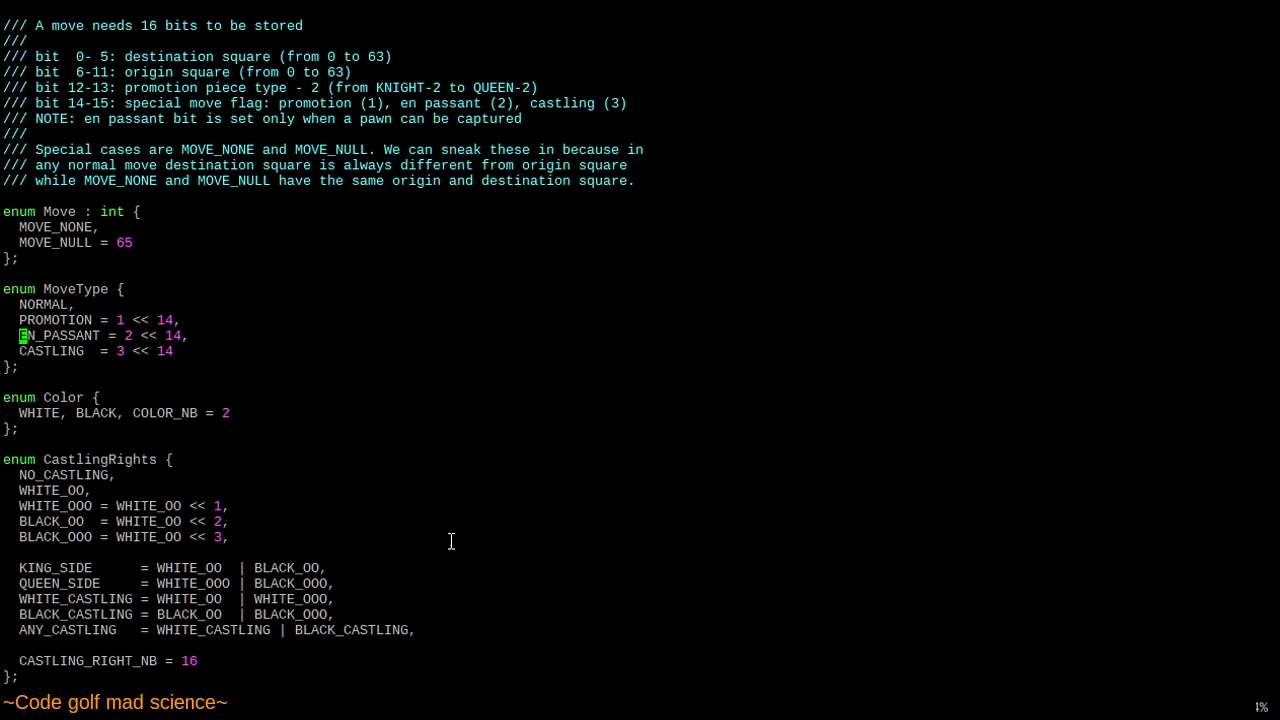 /// A move needs 16 bits to be stored
///
/// bit  0- 5: destination square (from 0 to 63)
/// bit  6-11: origin square (from 0 to 63)
/// bit 12-13: promotion piece type - 2 (from KNIGHT-2 to QUEEN-2)
/// bit 14-15: special move flag: promotion (1), en passant (2), castling (3)
/// NOTE: en passant bit is set only when a pawn can be captured
///
/// Special cases are MOVE_NONE and MOVE_NULL. We can sneak these in because in
/// any normal move destination square is always different from origin square
/// while MOVE_NONE and MOVE_NULL have the same origin and destination square.

enum Move : int {
  MOVE_NONE,
  MOVE_NULL = 65
};

enum MoveType {
  NORMAL,
  PROMOTION = 1 << 14,
  EN_PASSANT = 2 << 14,
  CASTLING  = 3 << 14
};

enum Color {
  WHITE, BLACK, COLOR_NB = 2
};

enum CastlingRights {
  NO_CASTLING,
  WHITE_OO,
  WHITE_OOO = WHITE_OO << 1,
  BLACK_OO  = WHITE_OO << 2,
  BLACK_OOO = WHITE_OO << 3,

  KING_SIDE      = WHITE_OO  | BLACK_OO,
  QUEEN_SIDE     = WHITE_OOO | BLACK_OOO,
  WHITE_CASTLING = WHITE_OO  | WHITE_OOO,
  BLACK_CASTLING = BLACK_OO  | BLACK_OOO,
  ANY_CASTLING   = WHITE_CASTLING | BLACK_CASTLING,

  CASTLING_RIGHT_NB = 16
};
~Code golf mad science~